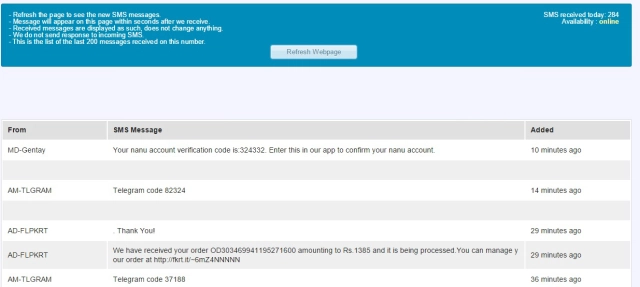 - Refresh the page to see the new SMS messages.
- Message will appear on this page within seconds after we receive.
- Received messages are displayed as such, does not change anything.
- We do not send response to incoming SMS.
- This is the list of the last 200 messages received on this number.
SMS received today: 284
Availability : online
Refresh Webpage
From SMS Message Added
MD-Gentay Your nanu account verification code is:324332. Enter this in our app to confirm your nanu account. 10 minutes ago
AM-TLGRAM Telegram code 82324 14 minutes ago
AD-FLPKRT . Thank You! 29 minutes ago
AD-FLPKRT We have received your order OD303469941195271600 amounting to Rs.1385 and it is being processed.You can manage y
our order at http://fkrt.it/~6mZ4NNNNN 29 minutes ago
AM-TLGRAM Telegram code 37188 36 minutes ago